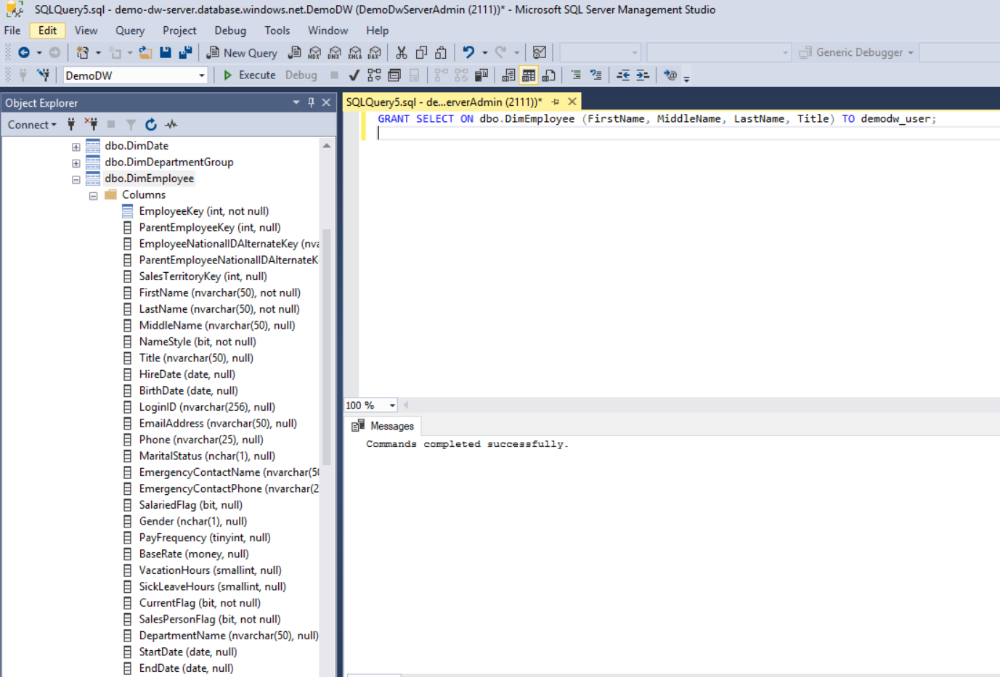 SQLQuery5.sql - demo-dw-server.database.windows.net.DemoDW (DemoDwServerAdmin (2111))* - Microsoft SQL Server Management Studio
File Edit View Query Project Debug Tools Window Help
New Query MDX DMX XMLA DAX Generic Debugger
DemoDW Execute Debug
Object Explorer
Connect
dbo.DimDate
dbo.DimDepartmentGroup
dbo.DimEmployee
Columns
EmployeeKey (int, not null)
ParentEmployeeKey (int, null)
EmployeeNationalIDAlternateKey (nva
ParentEmployeeNationalIDAlternateK
SalesTerritoryKey (int, null)
FirstName (nvarchar(50), not null)
LastName (nvarchar(50), not null)
MiddleName (nvarchar(50), null)
NameStyle (bit, not null)
Title (nvarchar(50), null)
HireDate (date, null)
BirthDate (date, null)
LoginID (nvarchar(256), null)
EmailAddress (nvarchar(50), null)
Phone (nvarchar(25), null)
MaritalStatus (nchar(1), null)
EmergencyContactName (nvarchar(50
EmergencyContactPhone (nvarchar(2
SalariedFlag (bit, null)
Gender (nchar(1), null)
PayFrequency (tinyint, null)
BaseRate (money, null)
VacationHours (smallint, null)
SickLeaveHours (smallint, null)
CurrentFlag (bit, not null)
SalesPersonFlag (bit, not null)
DepartmentName (nvarchar(50), null)
StartDate (date, null)
EndDate (date, null)
SQLQuery5.sql - de...erverAdmin (2111))*
GRANT SELECT ON dbo.DimEmployee (FirstName, MiddleName, LastName, Title) TO demodw_user;
100 %
Messages
Commands completed successfully.